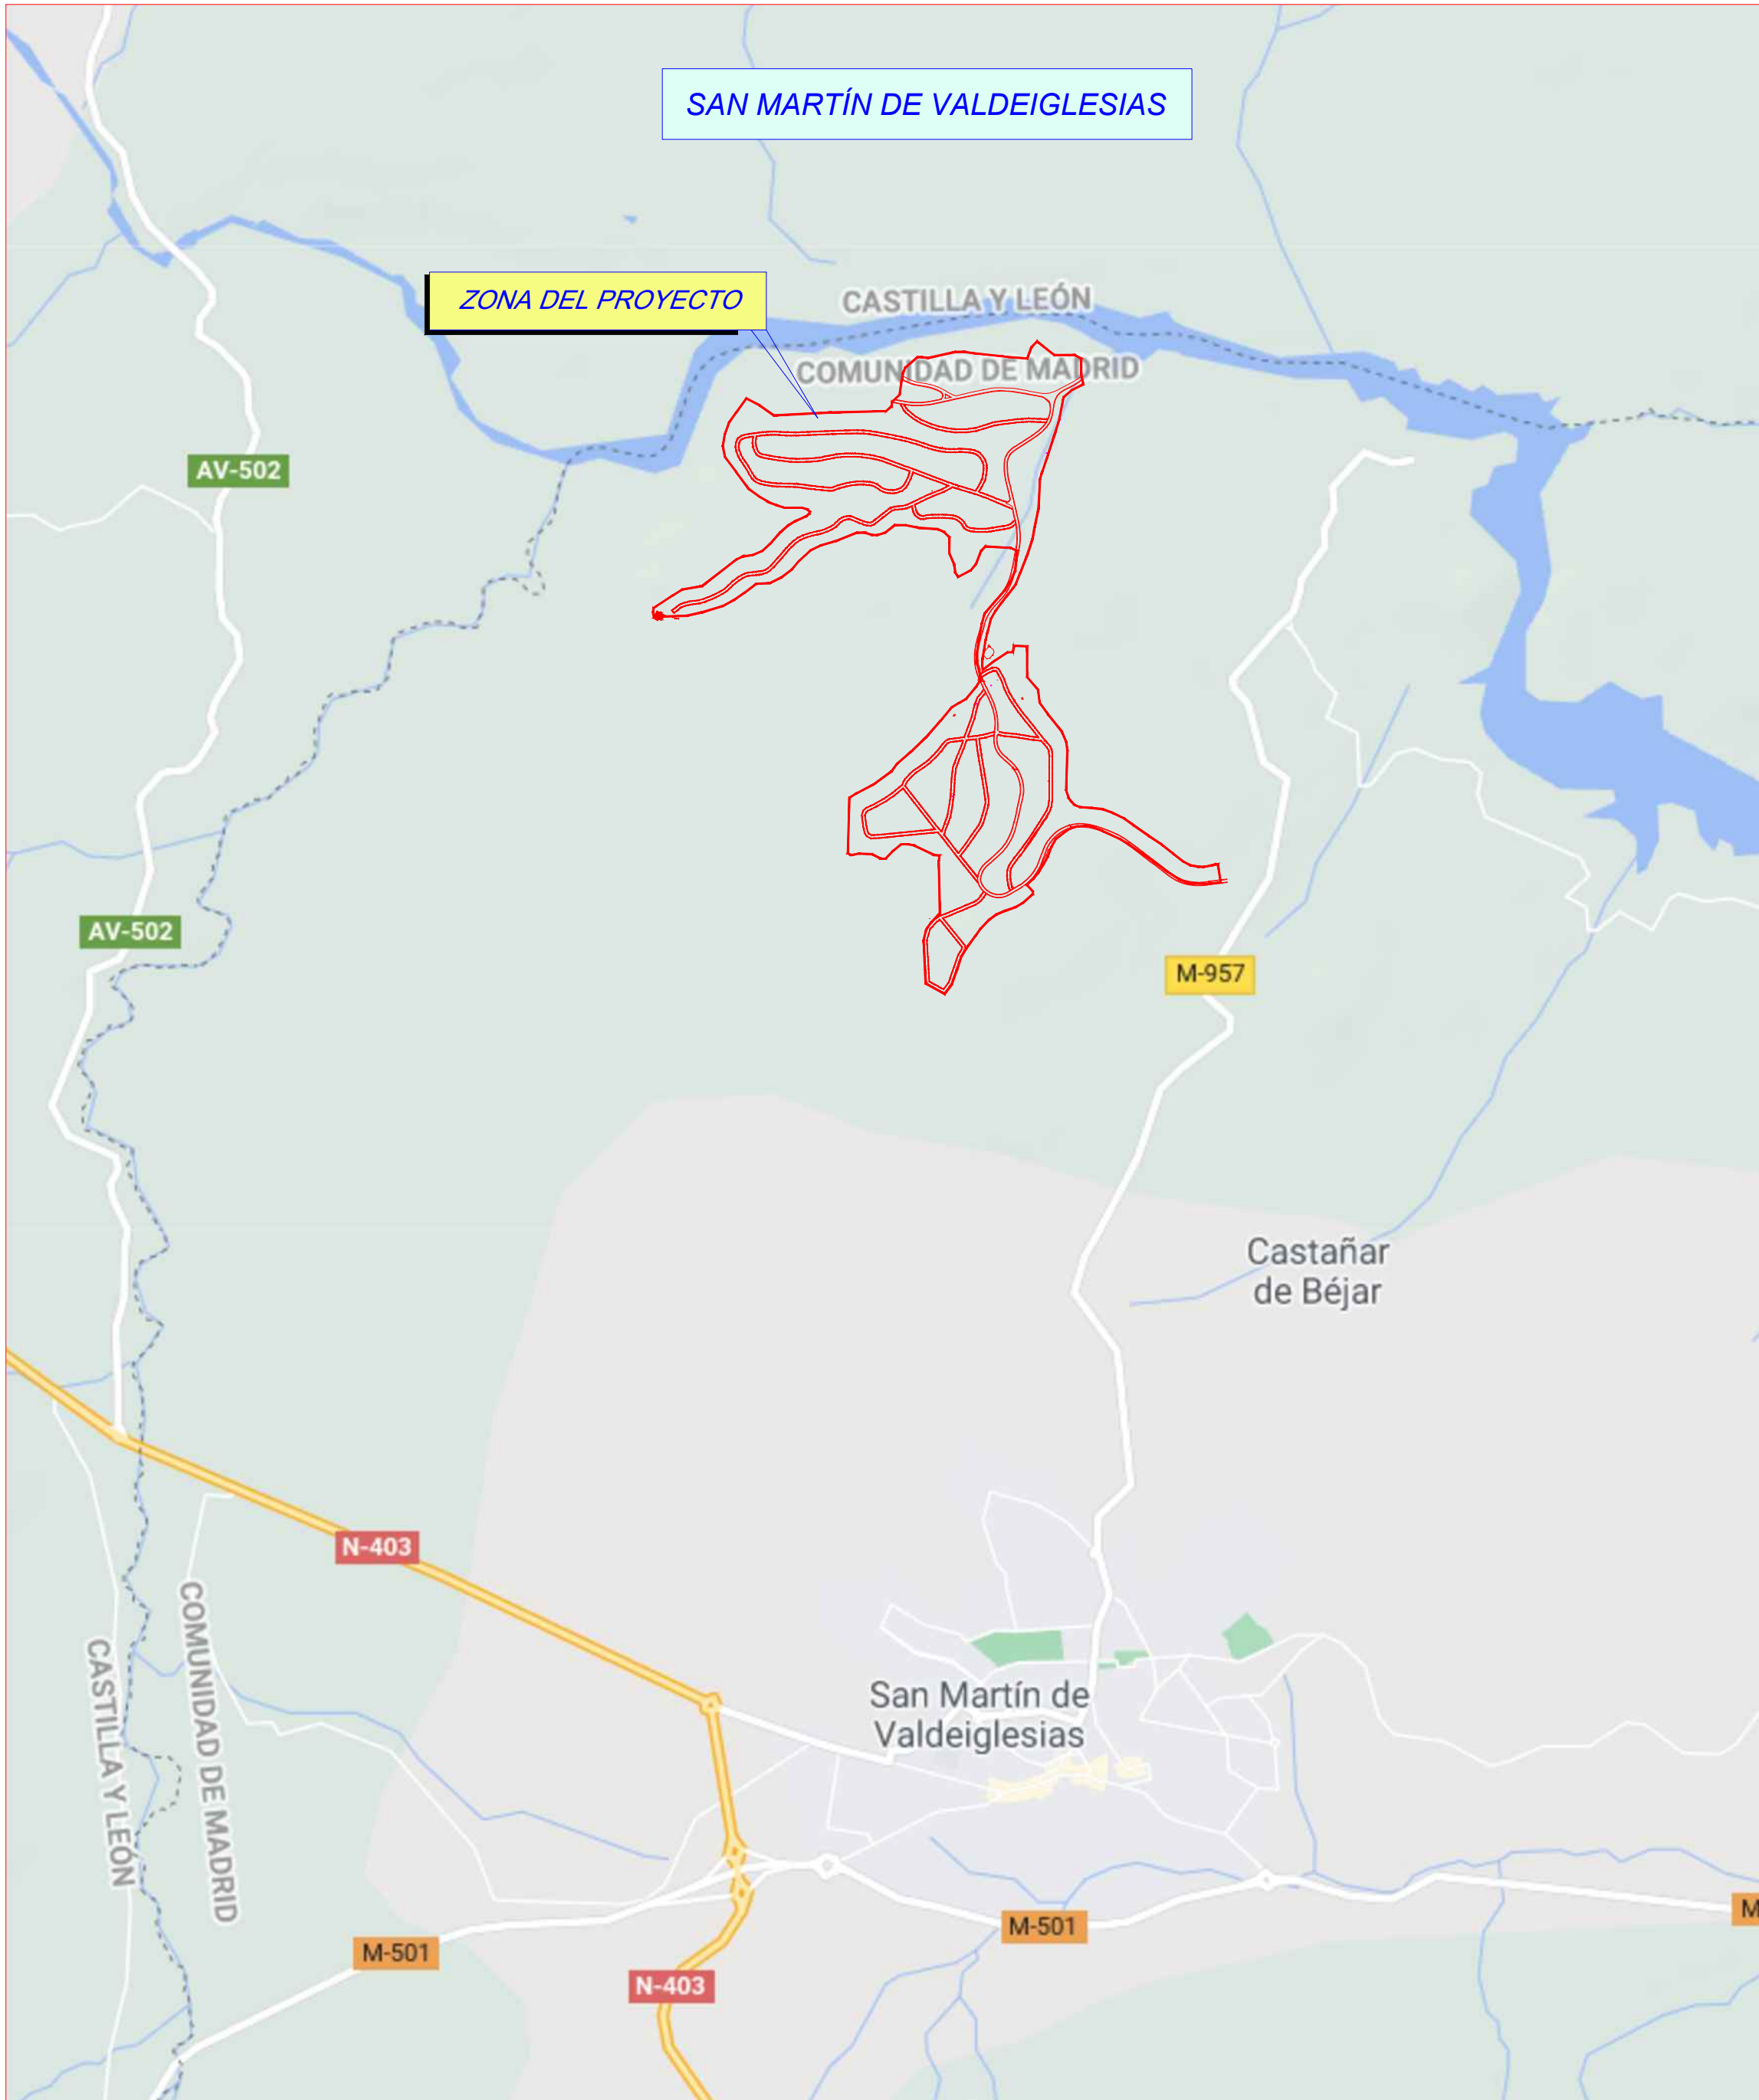 SAN MARTÍN DE VALDEIGLESIAS
ZONA DEL PROYECTO
CASTILLA Y LEÓN
COMUNIDAD DE MADRID
AV-502
AV-502
M-957
Castañar
de Béjar
N-403
COMUNIDAD DE MADRID
CASTILLA Y LEÓN
San Martín de
Valdeiglesias
M-501
M-501
N-403
M